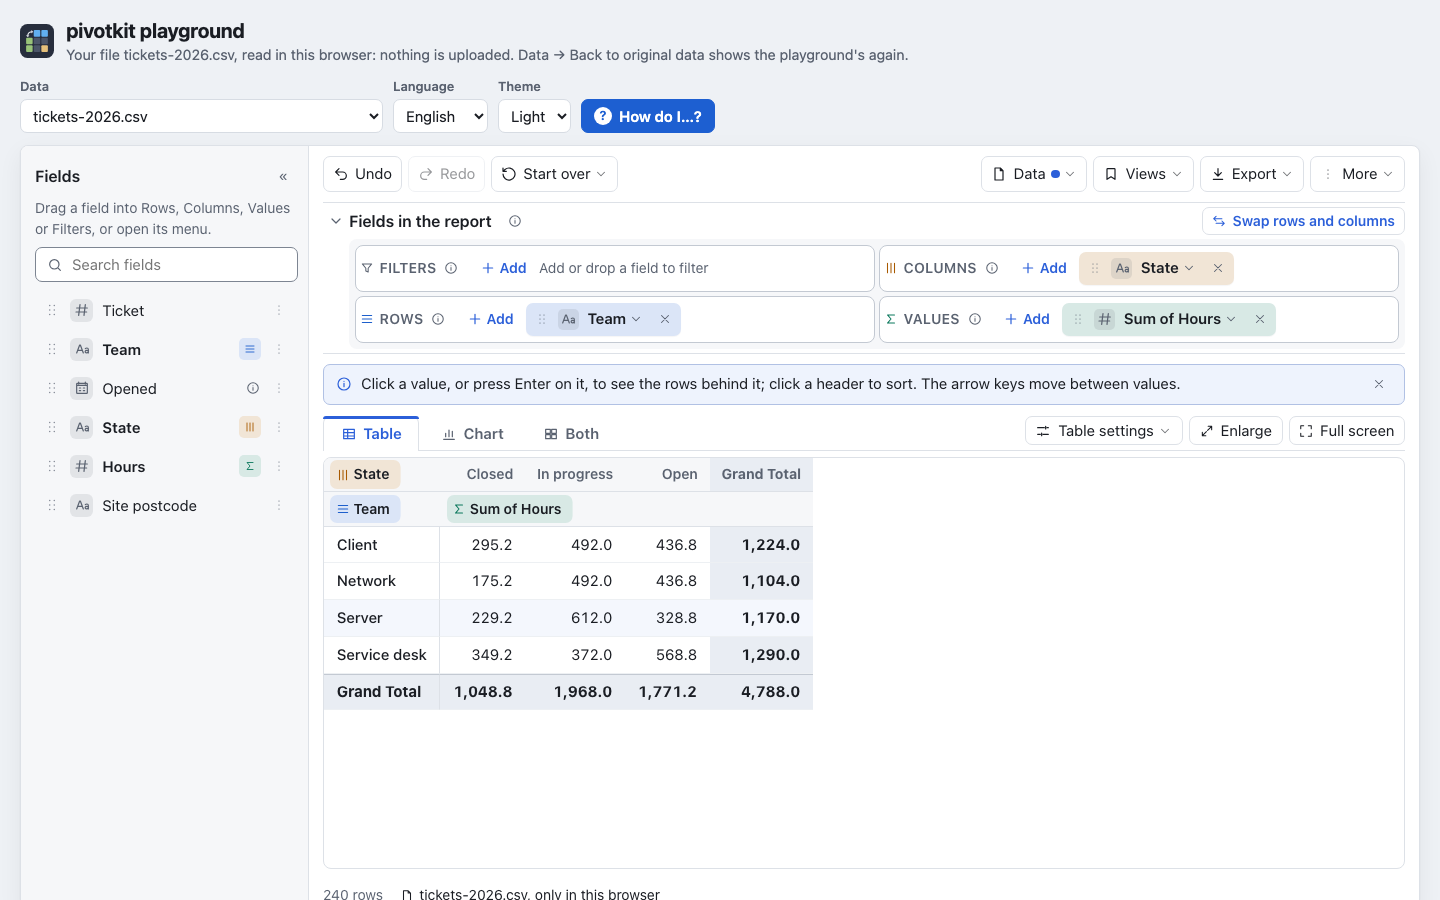 pivotkit playground
Your file tickets-2026.csv, read in this browser: nothing is uploaded. Data → Back to original data shows the playground's again.
Data
Language
Theme
tickets-2026.csv
English
Light
? How do I...?
Fields
«
Drag a field into Rows, Columns, Values
or Filters, or open its menu.
Search fields
# Ticket
Aa Team
Opened
Aa State
# Hours Σ
Aa Site postcode
Undo
Redo
Start over
Data
Views
Export
More
Fields in the report
Swap rows and columns
FILTERS + Add Add or drop a field to filter
COLUMNS + Add Aa State ×
ROWS + Add Aa Team ×
Σ VALUES + Add # Sum of Hours ×
Click a value, or press Enter on it, to see the rows behind it; click a header to sort. The arrow keys move between values. ×
Table
Chart
Both
Table settings
Enlarge
Full screen
State Closed In progress Open Grand Total
Team Σ Sum of Hours
Client 295.2 492.0 436.8 1,224.0
Network 175.2 492.0 436.8 1,104.0
Server 229.2 612.0 328.8 1,170.0
Service desk 349.2 372.0 568.8 1,290.0
Grand Total 1,048.8 1,968.0 1,771.2 4,788.0
240 rows tickets-2026.csv, only in this browser